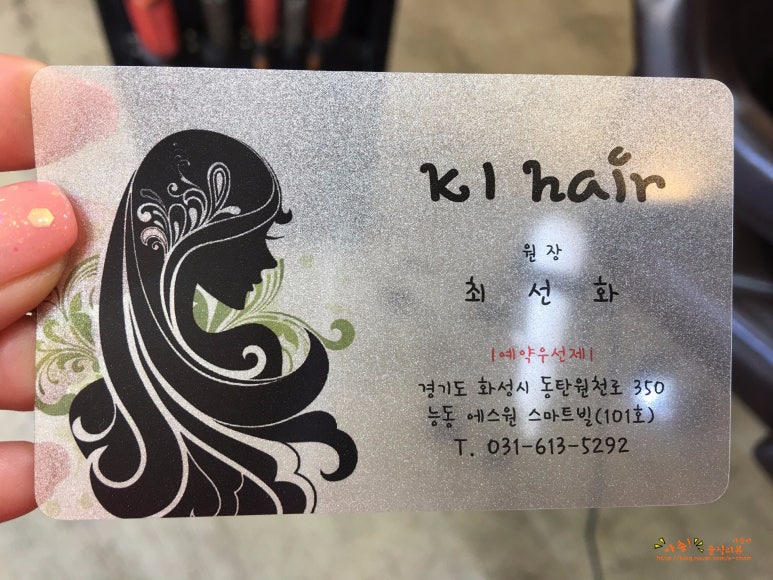 KI hair
원장
최 선 화
|예약우선제|
경기도 화성시 동탄원천로 350
능동 에스원 스마트빌(101호)
T. 031-613-5292